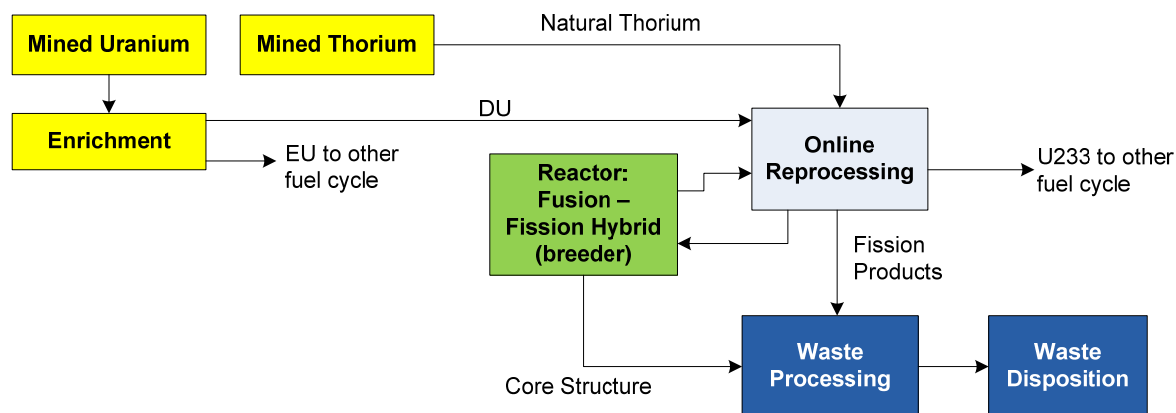 Mined Uranium
Mined Thorium
Natural Thorium
Enrichment
DU
EU to other
fuel cycle
Reactor:
Fusion –
Fission Hybrid
(breeder)
Online
Reprocessing
U233 to other
fuel cycle
Fission
Products
Core Structure
Waste
Processing
Waste
Disposition